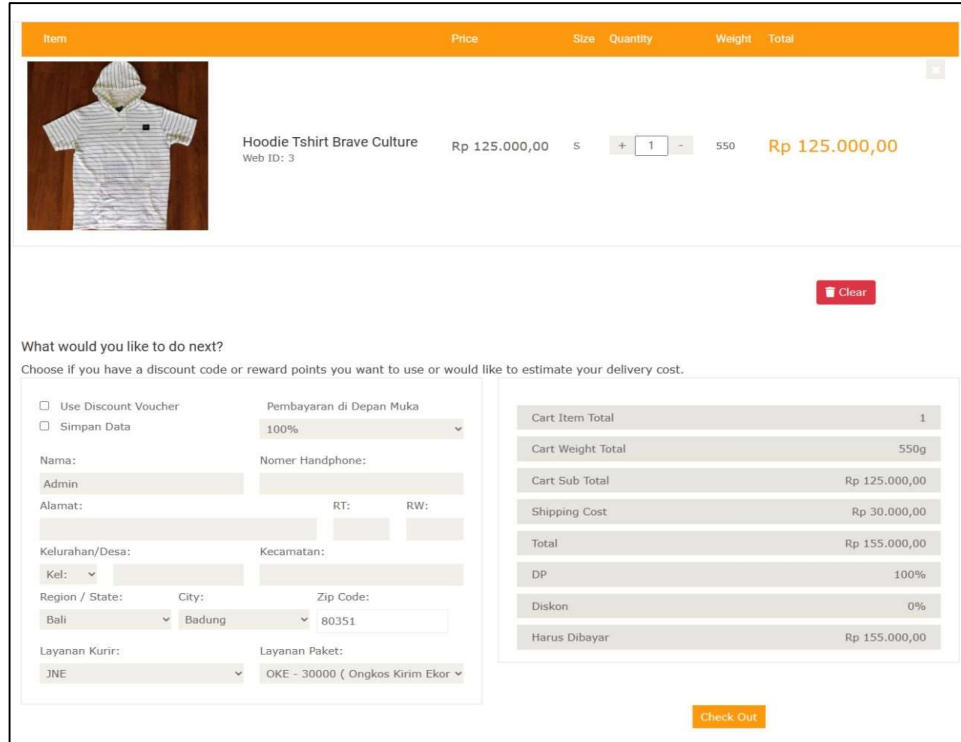 Item Price Size Quantity Weight Total
Hoodie Tshirt Brave Culture
Web ID: 3
Rp 125.000,00 S + 1 - 550 Rp 125.000,00
Clear
What would you like to do next?
Choose if you have a discount code or reward points you want to use or would like to estimate your delivery cost.
Use Discount Voucher
Simpan Data
Pembayaran di Depan Muka
100%
Nama: Nomer Handphone:
Admin
Alamat: RT: RW:
Kelurahan/Desa: Kecamatan:
Kel:
Region / State: City: Zip Code:
Bali Badung 80351
Layanan Kurir: Layanan Paket:
JNE OKE - 30000 ( Ongkos Kirim Ekor
Cart Item Total 1
Cart Weight Total 550g
Cart Sub Total Rp 125.000,00
Shipping Cost Rp 30.000,00
Total Rp 155.000,00
DP 100%
Diskon 0%
Harus Dibayar Rp 155.000,00
Check Out